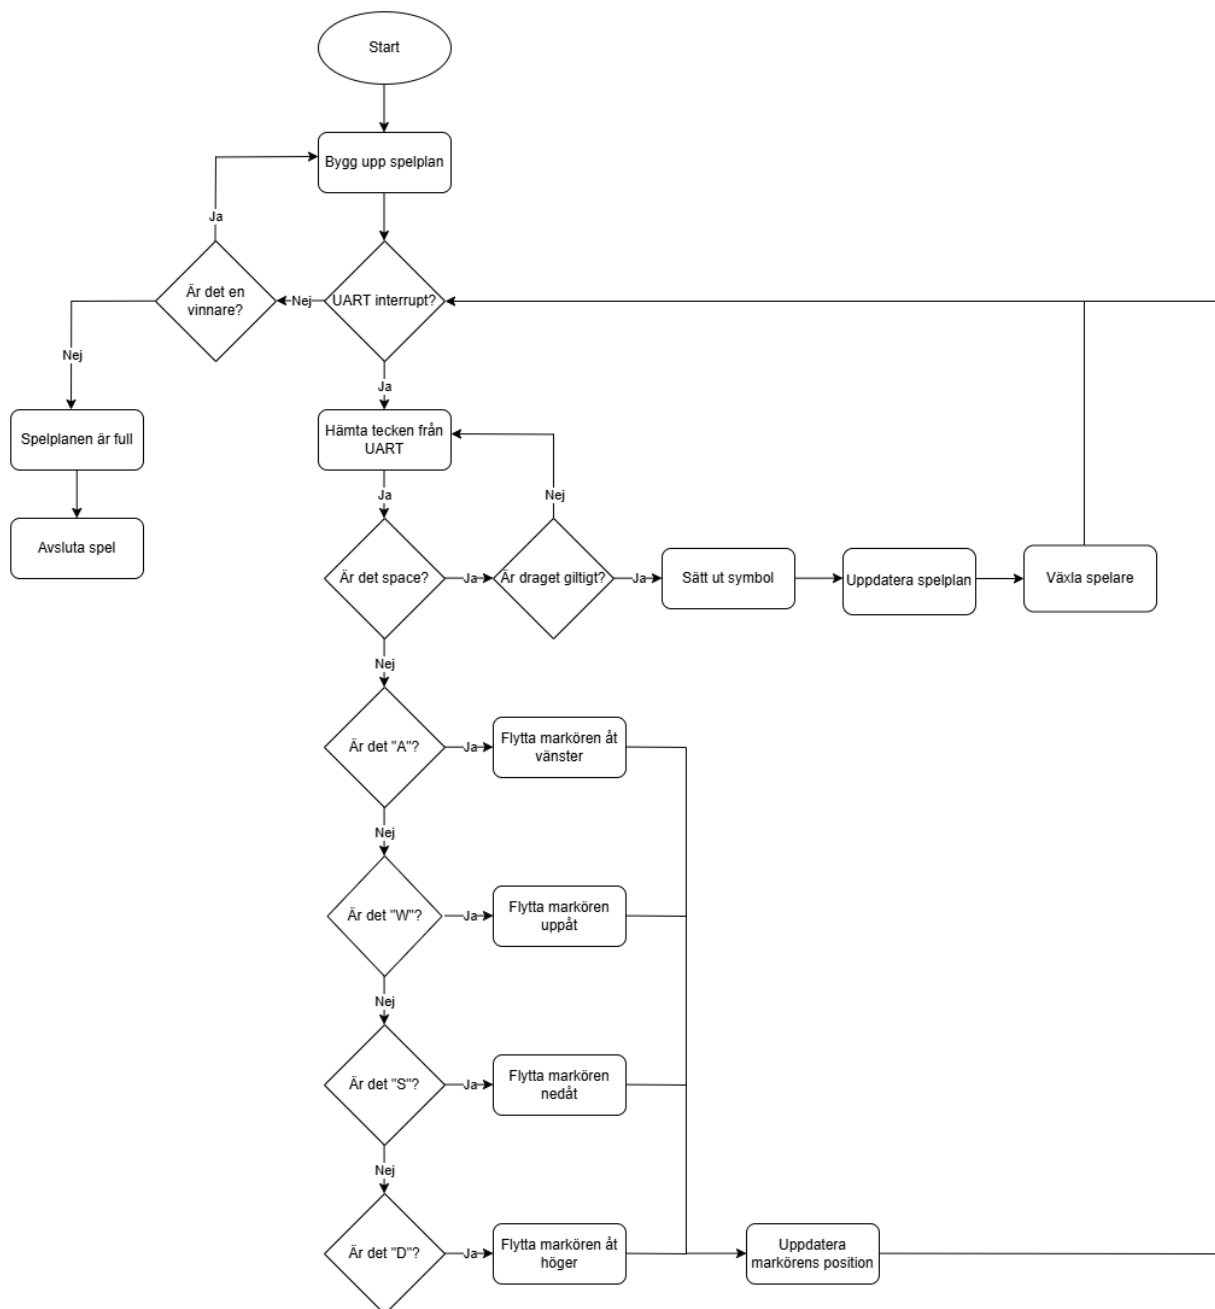 Start
Bygg upp spelplan
Ja
Är det en
vinnare?
Nej
UART interrupt?
Nej
Ja
Spelplanen är full
Hämta tecken från
UART
Avsluta spel
Ja
Nej
Är det space?
Ja
Är draget giltigt?
Ja
Sätt ut symbol
Uppdatera spelplan
Växla spelare
Nej
Är det "A"?
Ja
Flytta markören åt
vänster
Nej
Är det "W"?
Ja
Flytta markören
uppåt
Nej
Är det "S"?
Ja
Flytta markören
nedåt
Nej
Är det "D"?
Ja
Flytta markören åt
höger
Uppdatera
markörens position